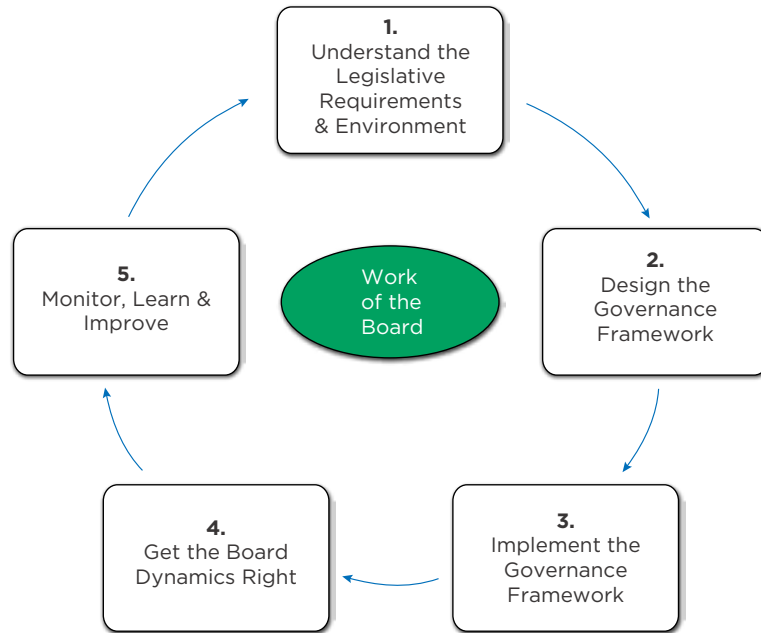 1.
Understand the
Legislative
Requirements
& Environment
2.
Design the
Governance
Framework
3.
Implement the
Governance
Framework
4.
Get the Board
Dynamics Right
5.
Monitor, Learn &
Improve
Work
of the
Board